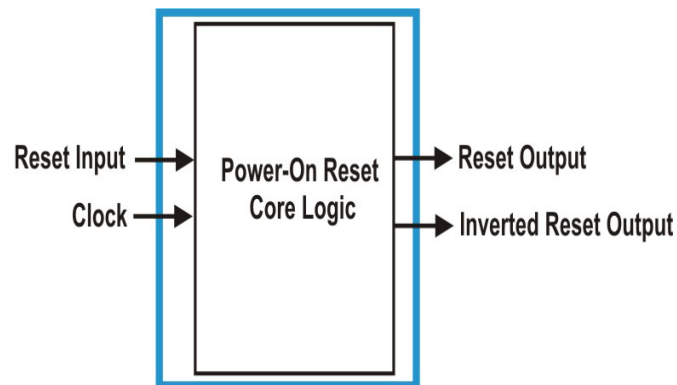 Reset Input
Clock
Power-On Reset
Core Logic
Reset Output
Inverted Reset Output